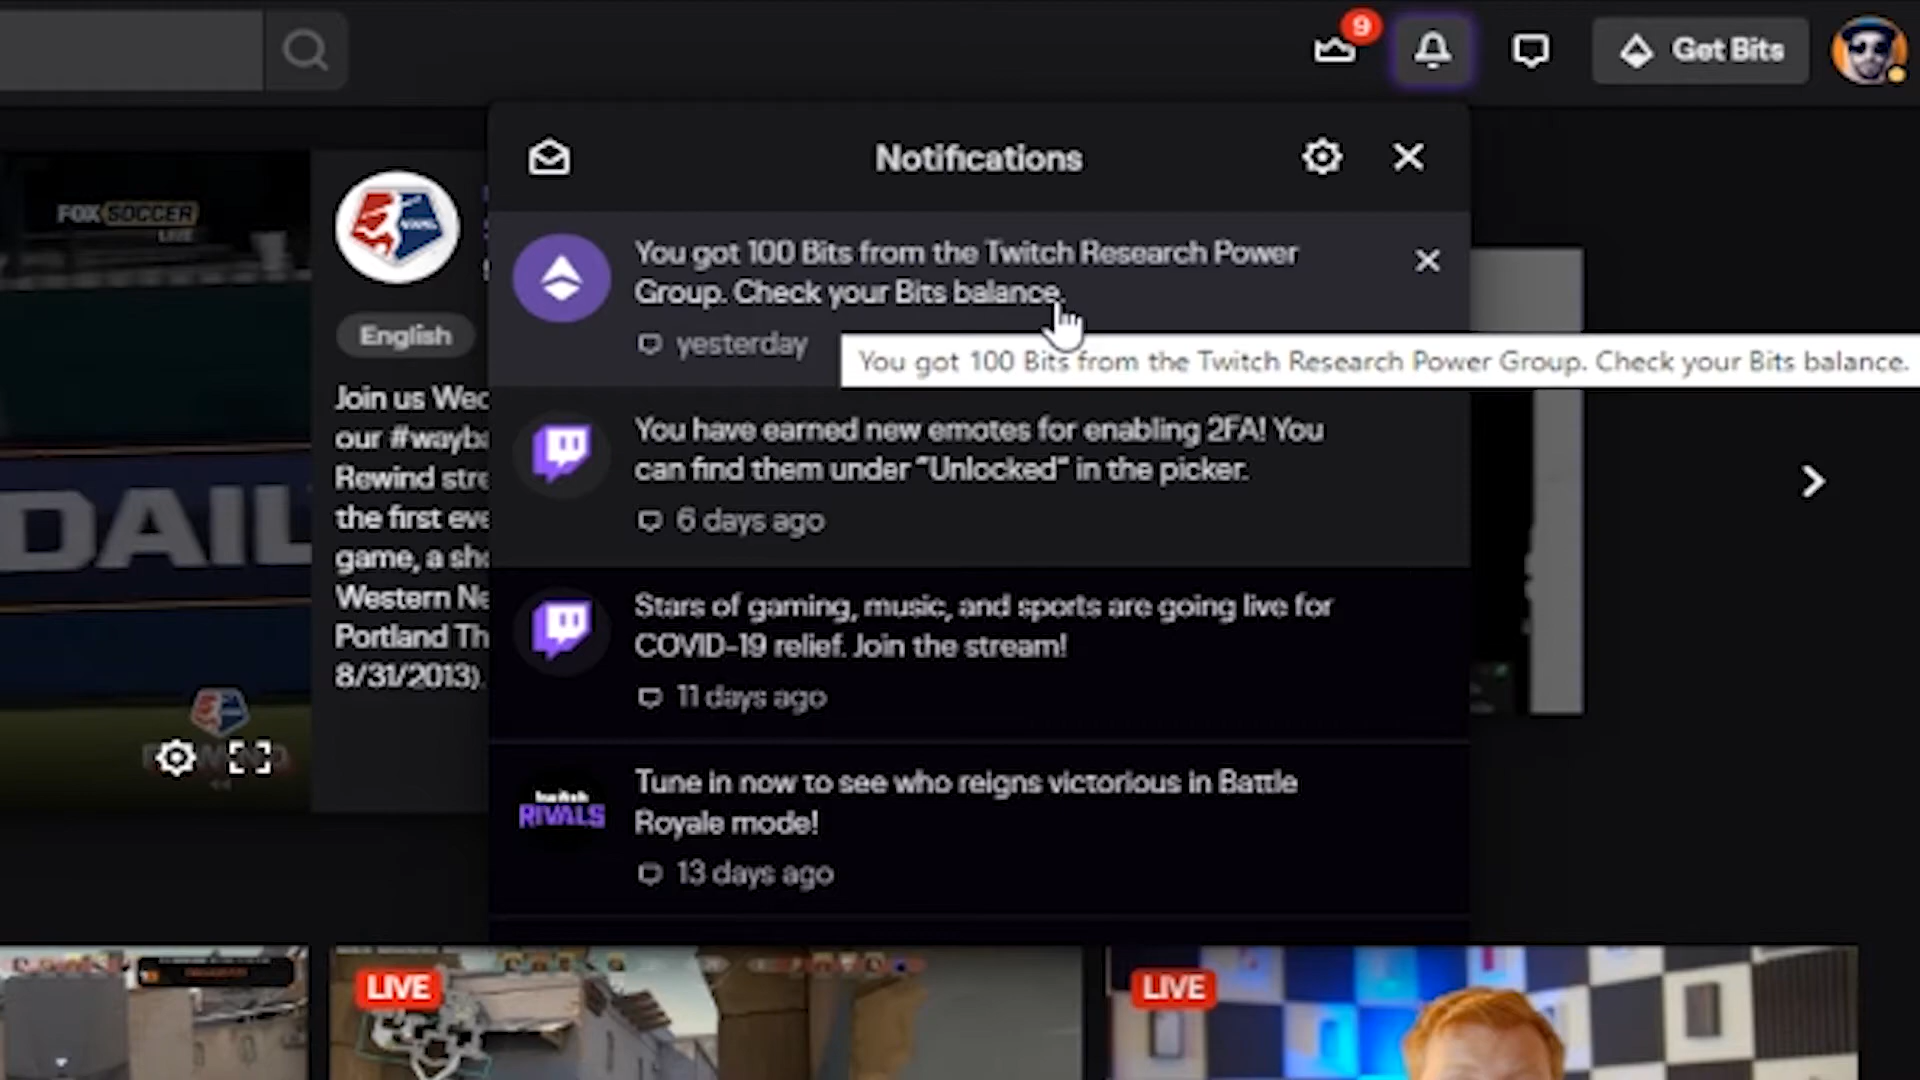 9
Get Bits
Notifications
FOX SOCCER
LIVE
English
Join us Wed
our #wayba
Rewind stre
the first eve
game, a sho
Western Ne
Portland Th
8/31/2013).
DAIL
You got 100 Bits from the Twitch Research Power
Group. Check your Bits balance.
yesterday
You got 100 Bits from the Twitch Research Power Group. Check your Bits balance.
You have earned new emotes for enabling 2FA! You
can find them under "Unlocked" in the picker.
6 days ago
Stars of gaming, music, and sports are going live for
COVID-19 relief. Join the stream!
11 days ago
twitch
RIVALS
Tune in now to see who reigns victorious in Battle
Royale mode!
13 days ago
LIVE
LIVE